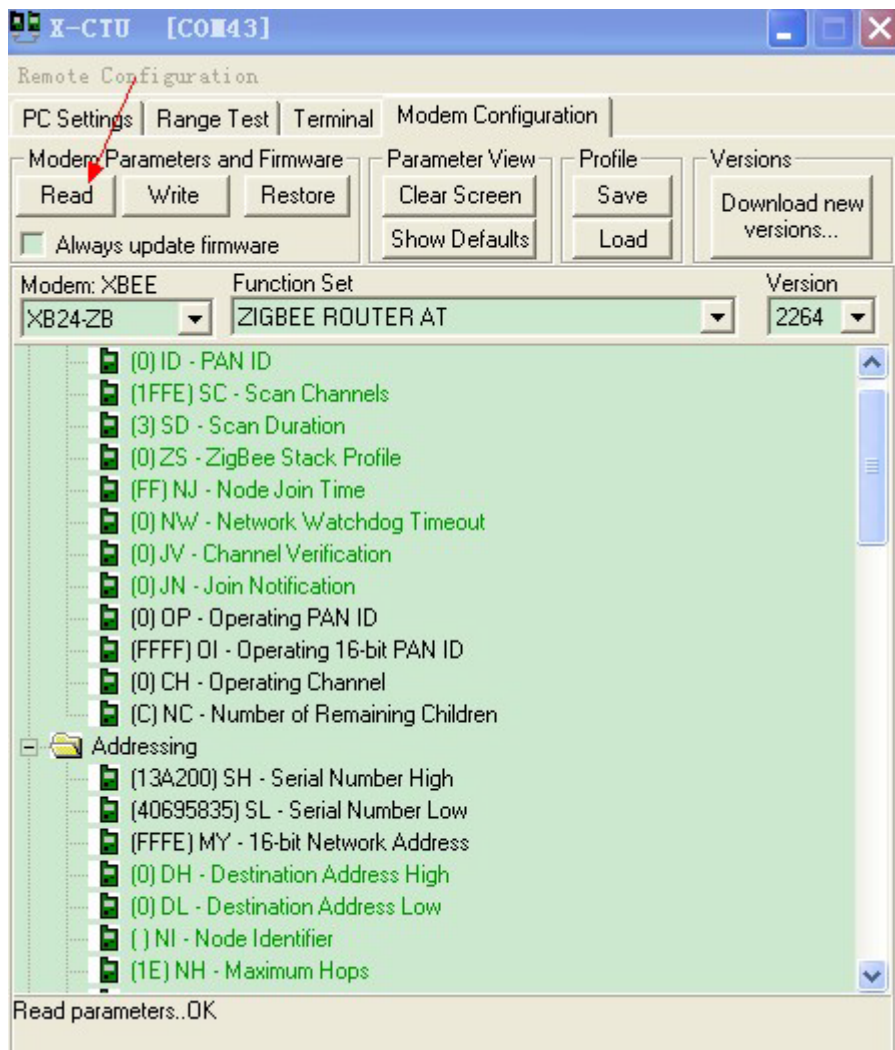 X-CTU [COM43]
Remote Configuration
PC Settings Range Test Terminal Modem Configuration
Modem Parameters and Firmware Parameter View Profile Versions
Read Write Restore Clear Screen Save Download new versions...
Always update firmware Show Defaults Load
Modem: XBEE Function Set Version
XB24-ZB ZIGBEE ROUTER AT 2264
(0) ID - PAN ID
(1FFE) SC - Scan Channels
(3) SD - Scan Duration
(0) ZS - ZigBee Stack Profile
(FF) NJ - Node Join Time
(0) NW - Network Watchdog Timeout
(0) JV - Channel Verification
(0) JN - Join Notification
(0) OP - Operating PAN ID
(FFFF) OI - Operating 16-bit PAN ID
(0) CH - Operating Channel
(C) NC - Number of Remaining Children
Addressing
(13A200) SH - Serial Number High
(40695835) SL - Serial Number Low
(FFFE) MY - 16-bit Network Address
(0) DH - Destination Address High
(0) DL - Destination Address Low
( ) NI - Node Identifier
(1E) NH - Maximum Hops
Read parameters..OK